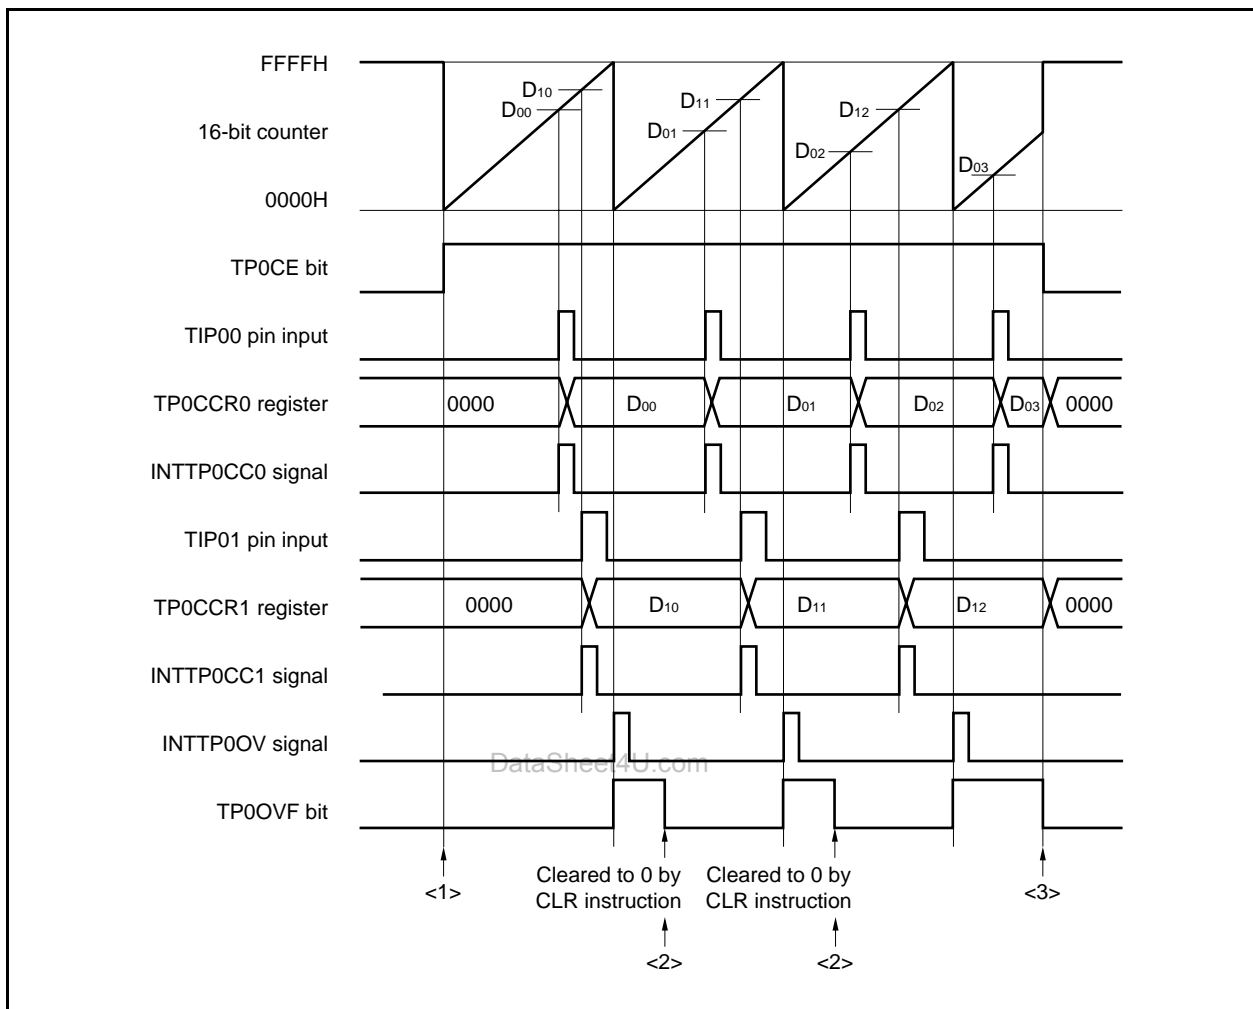 FFFFH
D10
D00
D11
D01
D12
D02
D03
16-bit counter
0000H
TP0CE bit
TIP00 pin input
TP0CCR0 register
0000 D00 D01 D02 D03 0000
INTTP0CC0 signal
TIP01 pin input
TP0CCR1 register
0000 D10 D11 D12 0000
INTTP0CC1 signal
INTTP0OV signal
DataSheet4U.com
TP0OVF bit
<1>
Cleared to 0 by
CLR instruction
<2>
Cleared to 0 by
CLR instruction
<2>
<3>